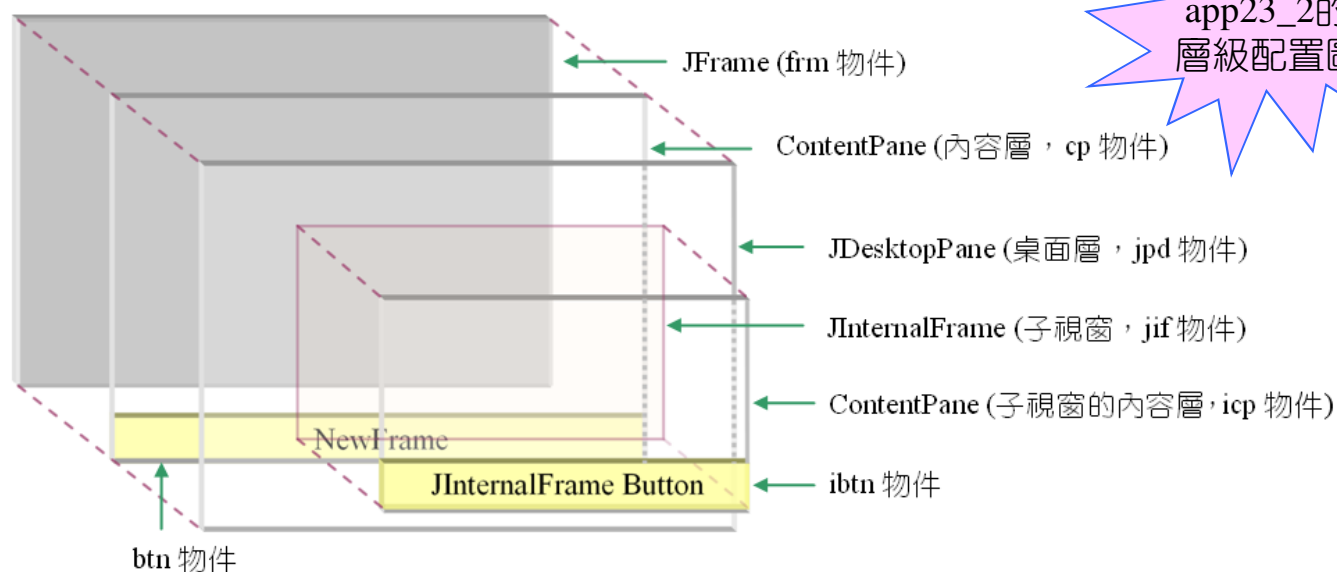 app23_2的
層級配置圖
JFrame (frm 物件)
ContentPane (內容層，cp 物件)
JDesktopPane (桌面層，jpd 物件)
JInternalFrame (子視窗，jif 物件)
ContentPane (子視窗的內容層，icp 物件)
NewFrame
JInternalFrame Button
ibtn 物件
btn 物件